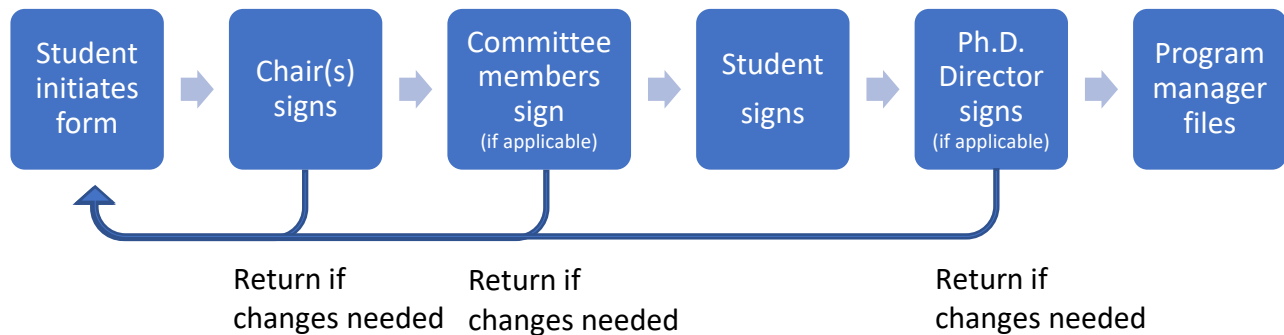 Student
initiates
form
Chair(s)
signs
Committee
members
sign
(if applicable)
Student
signs
Ph.D.
Director
signs
(if applicable)
Program
manager
files
Return if
changes needed
Return if
changes needed
Return if
changes needed